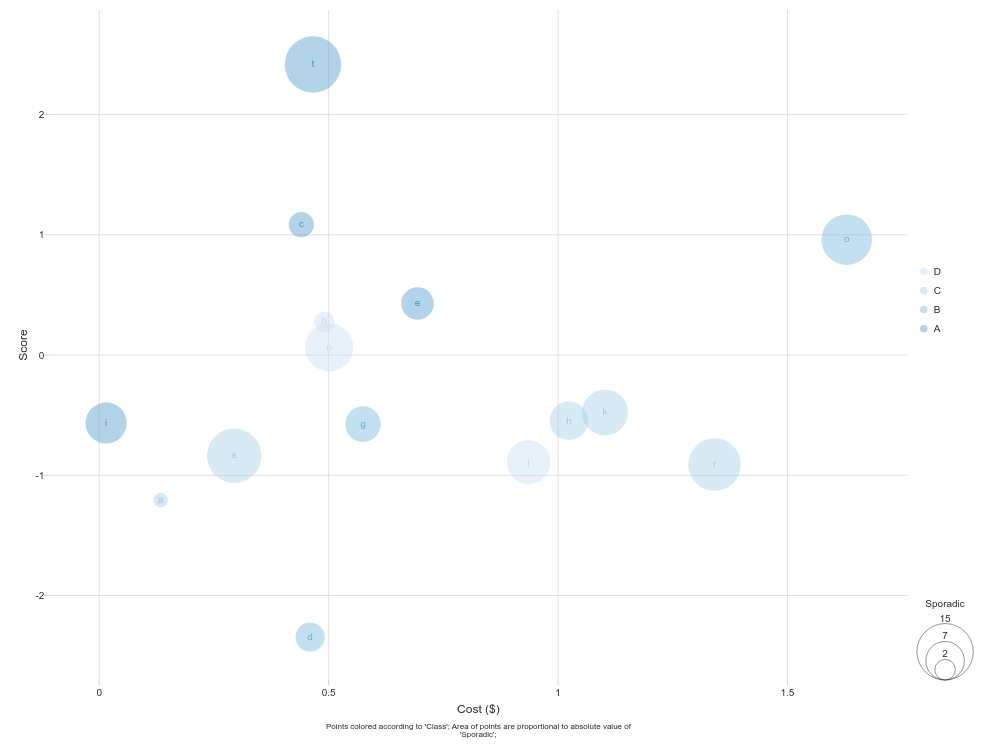 t
2
c
1
o
e
Score
0
i
g
h
k
s
j
r
-1
a
-2
d
0
0.5
1
1.5
Cost ($)
Points colored according to 'Class'; Area of points are proportional to absolute value of
'Sporadic';
D
C
B
A
Sporadic
15
7
2